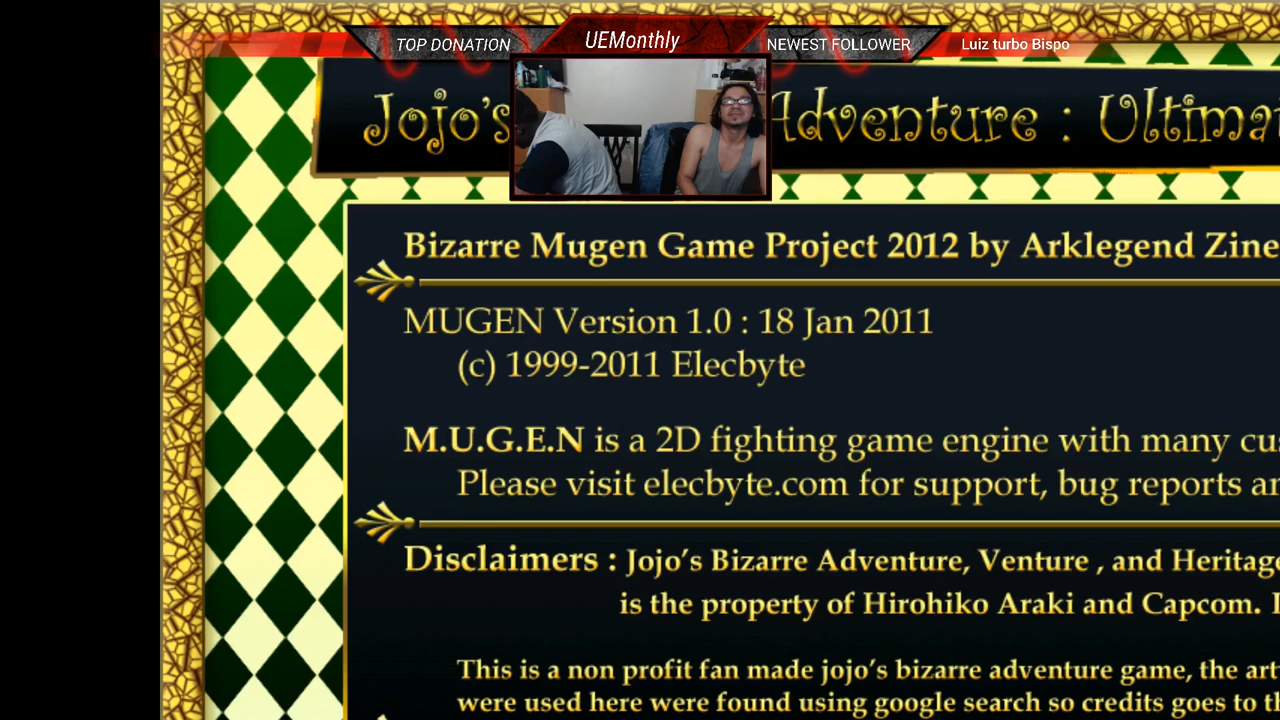 TOP DONATION UEMonthly NEWEST FOLLOWER Luiz turbo Bispo
Jojo's Adventure :
Bizarre Mugen Game Project 2012 by Arklegend Zine
MUGEN Version 1.0 : 18 Jan 2011
(c) 1999-2011 Elecbyte
M.U.G.E.N is a 2D fighting game engine with many
Please visit elecbyte.com for support, bug reports
Disclaimers : Jojo's Bizarre Adventure, Venture , and Heritage
is the property of Hirohiko Araki and Capcom.
This is a non profit fan made jojo's bizarre adventure game, the art
were used here were found using google search so credits goes to